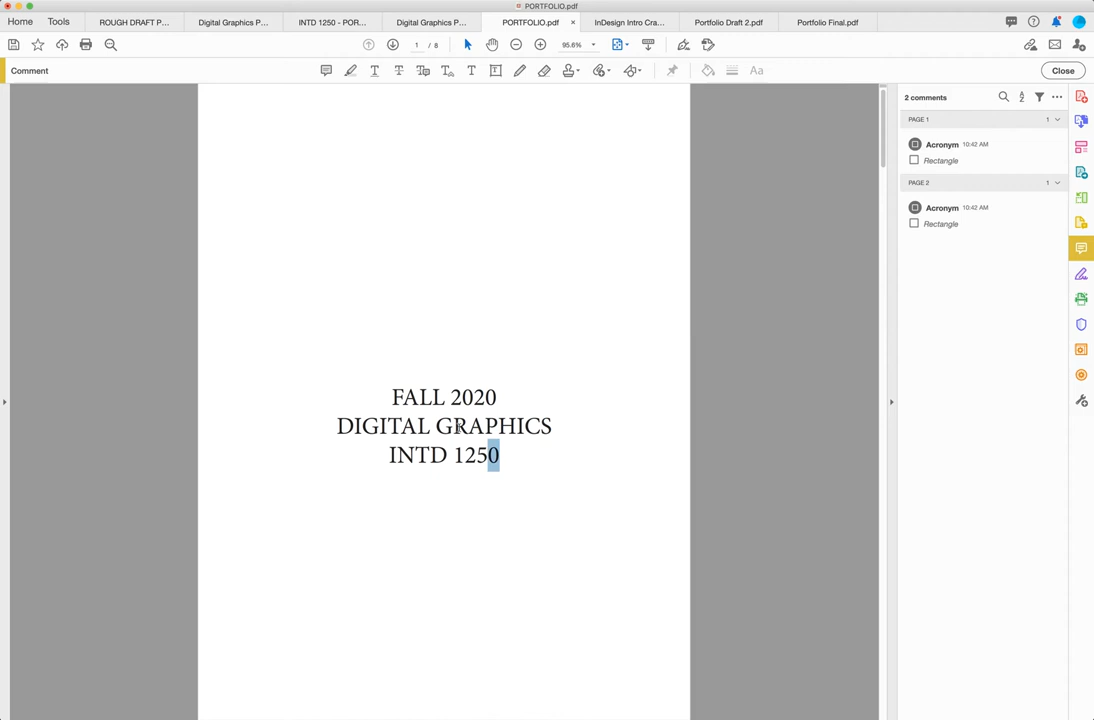 PORTFOLIO.pdf
Home
Tools
ROUGH DRAFT P...
Digital Graphics P...
INTD 1250 - POR...
Digital Graphics P...
PORTFOLIO.pdf ×
InDesign Intro Cra...
Portfolio Draft 2.pdf
Portfolio Final.pdf
1 / 8
95.6%
Comment
Close
2 comments
PAGE 1
1
Acronym 10:42 AM
Rectangle
PAGE 2
1
Acronym 10:42 AM
Rectangle
FALL 2020
DIGITAL GRAPHICS
INTD 1250